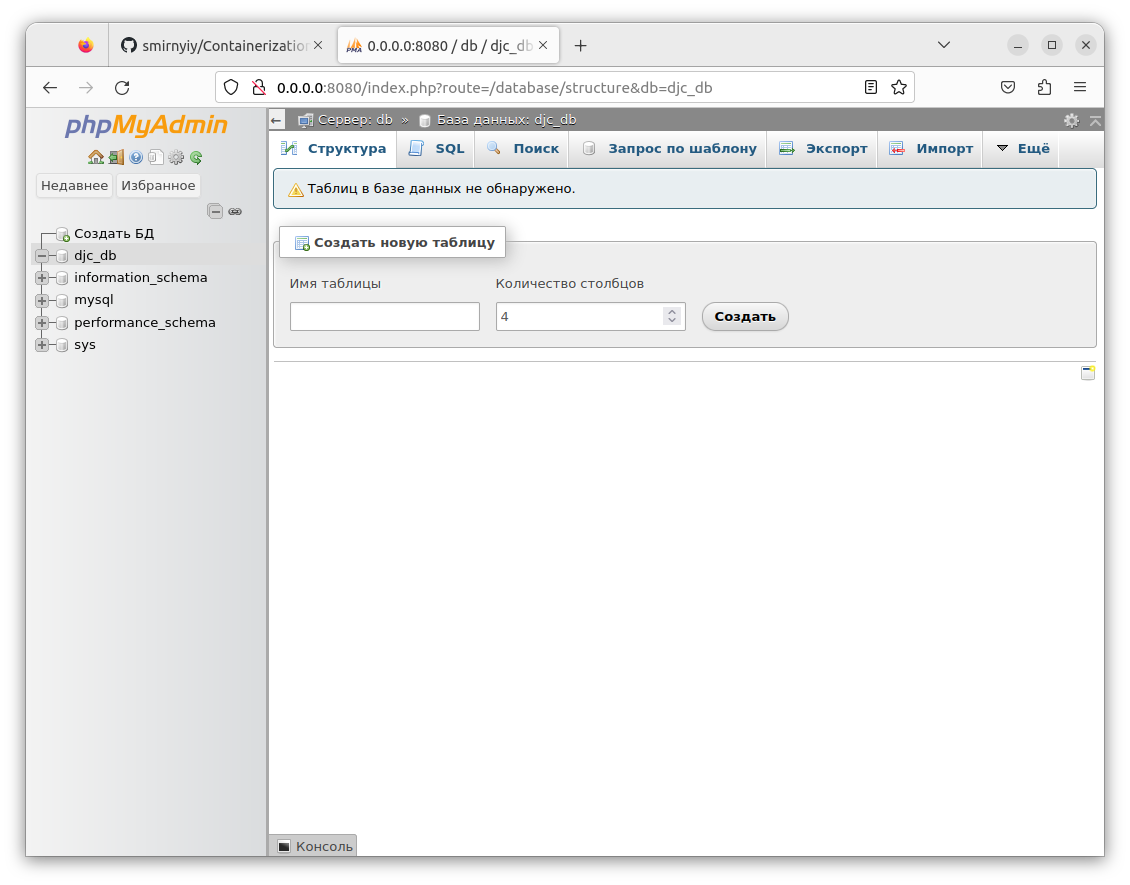 smirnyiy/Containerization
0.0.0.0:8080 / db / djc_db
0.0.0.0:8080/index.php?route=/database/structure&db=djc_db
phpMyAdmin
Недавнее Избранное
Создать БД
djc_db
information_schema
mysql
performance_schema
sys
Сервер: db » База данных: djc_db
Структура SQL Поиск Запрос по шаблону Экспорт Импорт Ещё
Таблиц в базе данных не обнаружено.
Создать новую таблицу
Имя таблицы Количество столбцов
4 Создать
Консоль